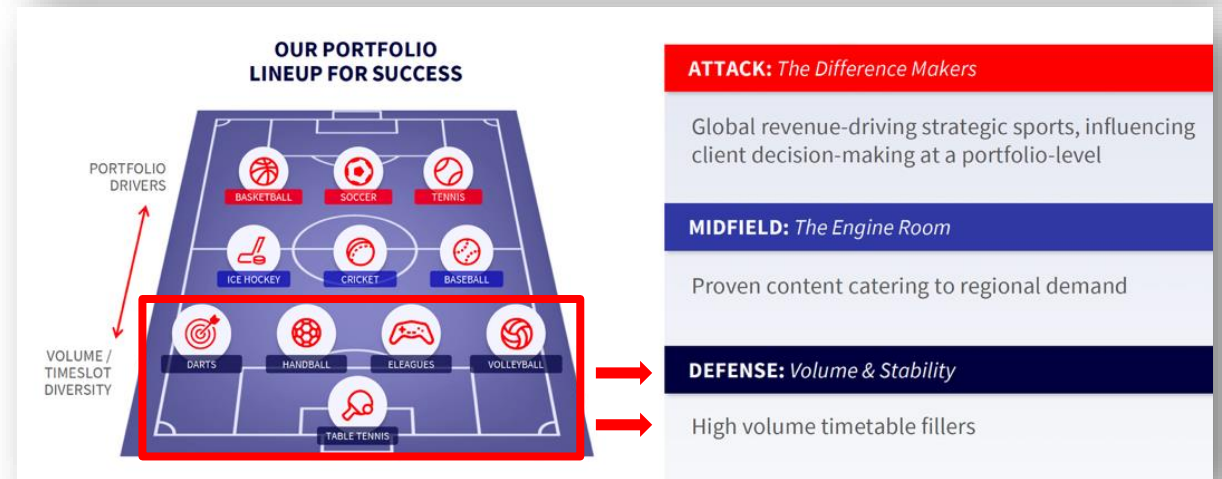 OUR PORTFOLIO
LINEUP FOR SUCCESS
PORTFOLIO
DRIVERS
BASKETBALL
SOCCER
TENNIS
ICE HOCKEY
CRICKET
BASEBALL
VOLUME /
TIMESLOT
DIVERSITY
DARTS
HANDBALL
ELEAGUES
VOLLEYBALL
TABLE TENNIS
ATTACK: The Difference Makers
Global revenue-driving strategic sports, influencing
client decision-making at a portfolio-level
MIDFIELD: The Engine Room
Proven content catering to regional demand
DEFENSE: Volume & Stability
High volume timetable fillers